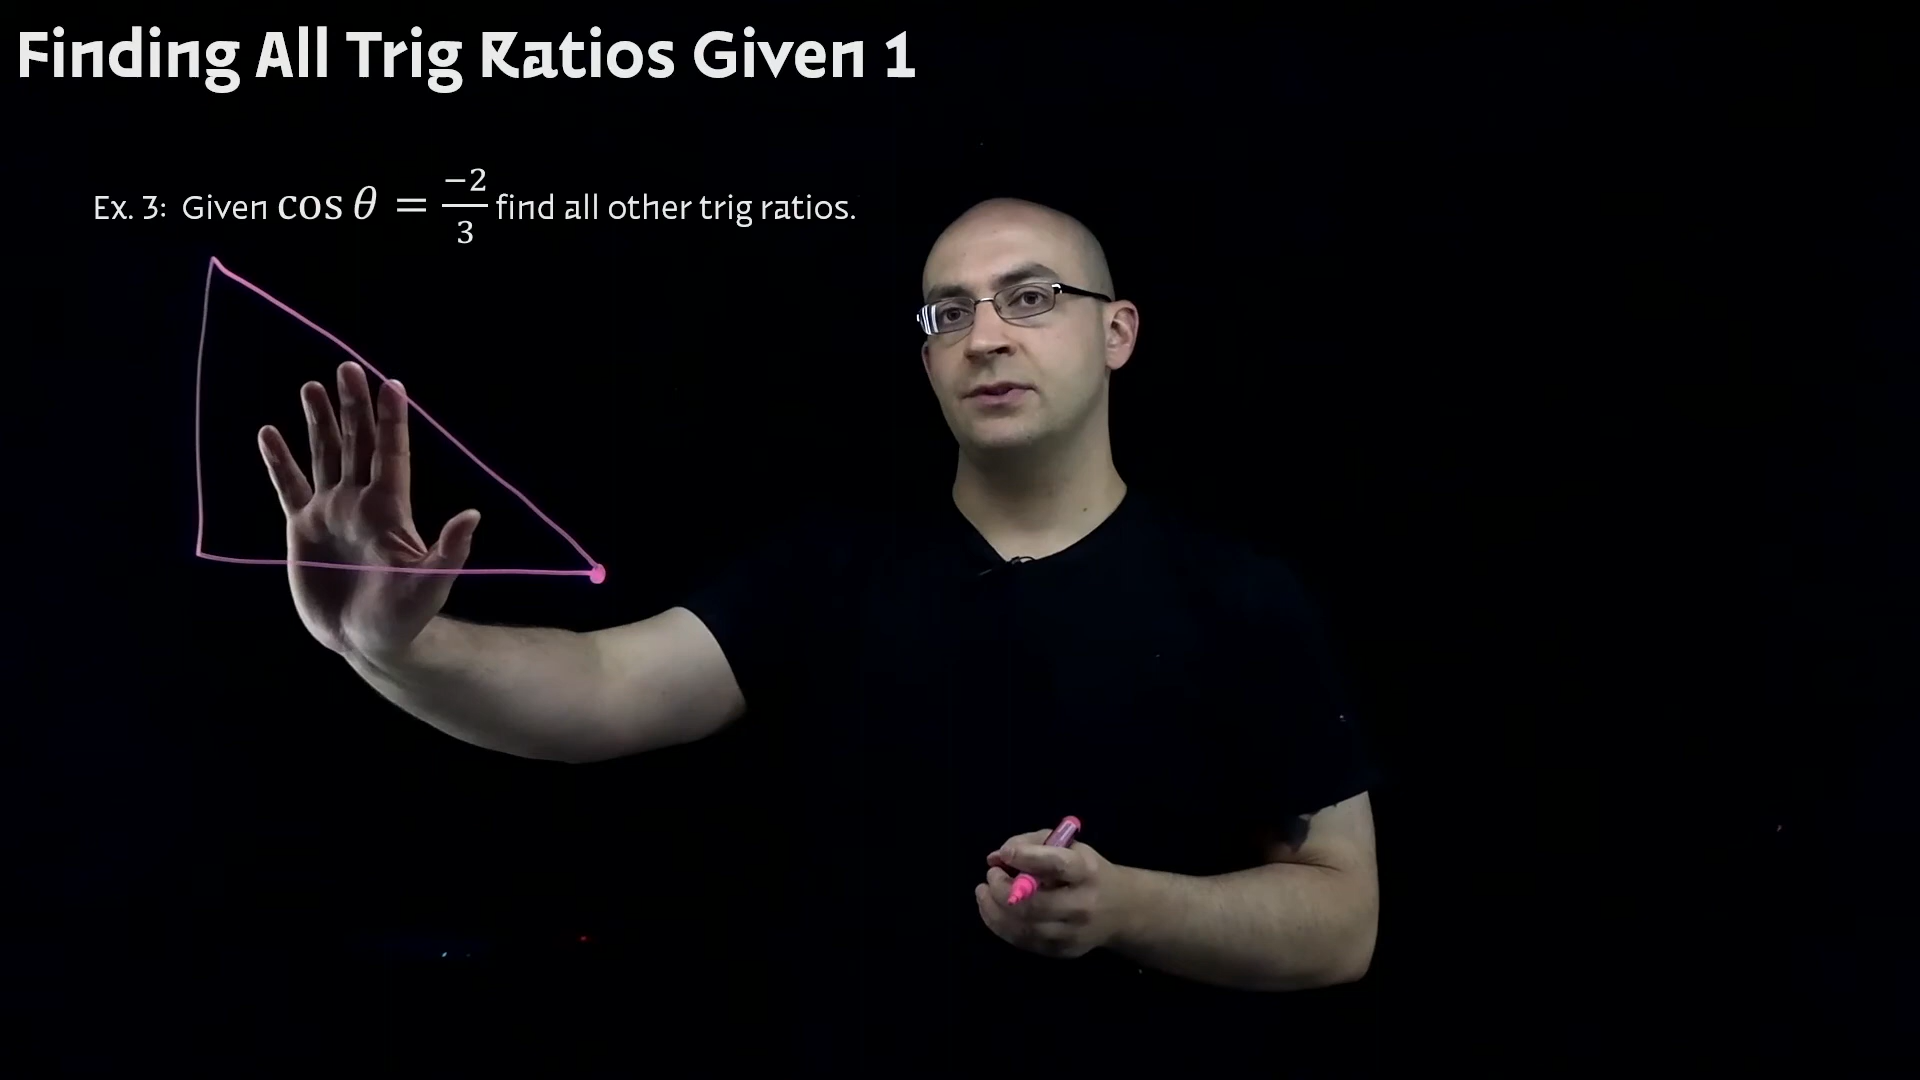 Finding All Trig Ratios Given 1
Ex. 3: Given cos θ = −2/3 find all other trig ratios.